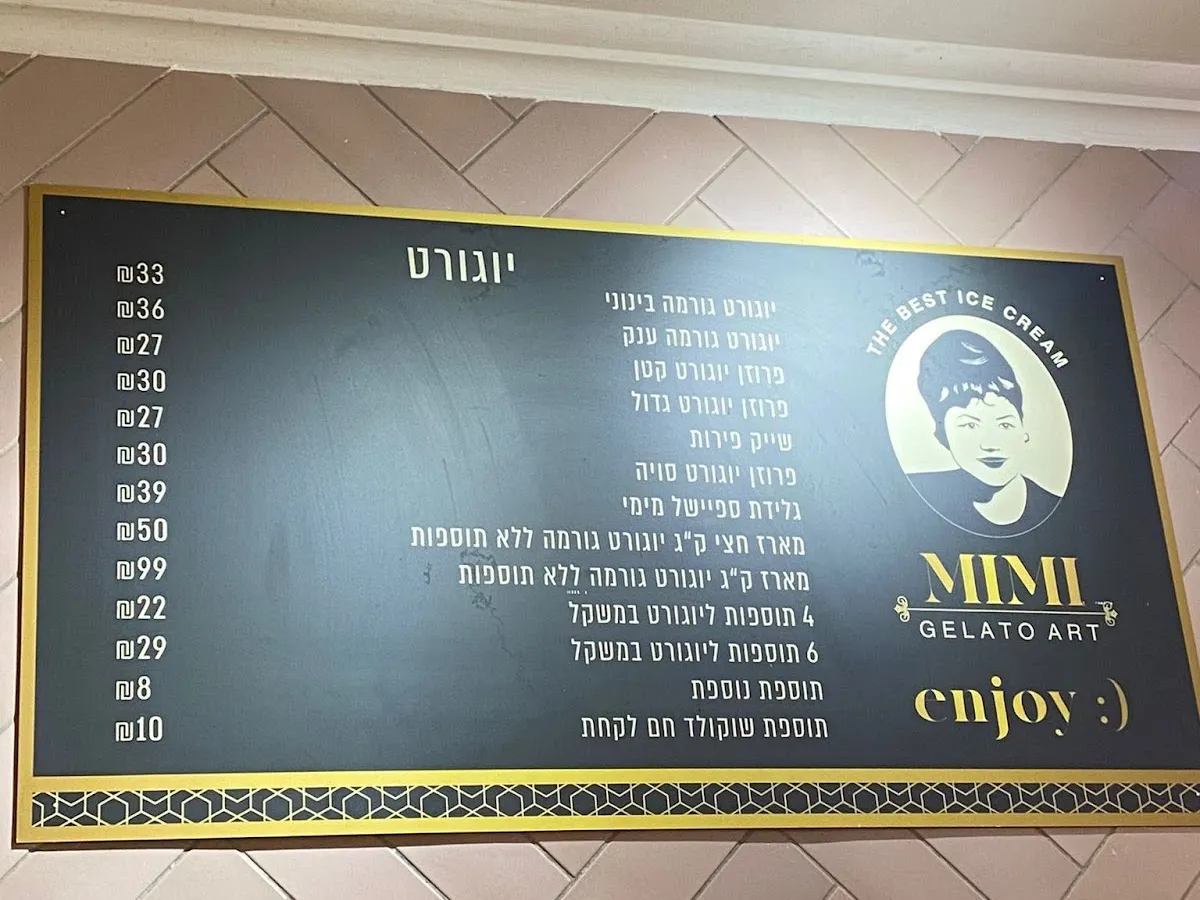 יוגורט
יוגורט גורמה בינוני ₪33
יוגורט גורמה ענק ₪36
פרוזן יוגורט קטן ₪27
פרוזן יוגורט גדול ₪30
שייק פירות ₪27
פרוזן יוגורט סויה ₪30
גלידת ספיישל מימי ₪39
מארז חצי ק״ג יוגורט גורמה ללא תוספות ₪50
מארז ק״ג יוגורט גורמה ללא תוספות ₪99
4 תוספות ליוגורט במשקל ₪22
6 תוספות ליוגורט במשקל ₪29
תוספת נוספת ₪8
תוספת שוקולד חם לקחת ₪10
THE BEST ICE CREAM
MIMI
GELATO ART
enjoy :)